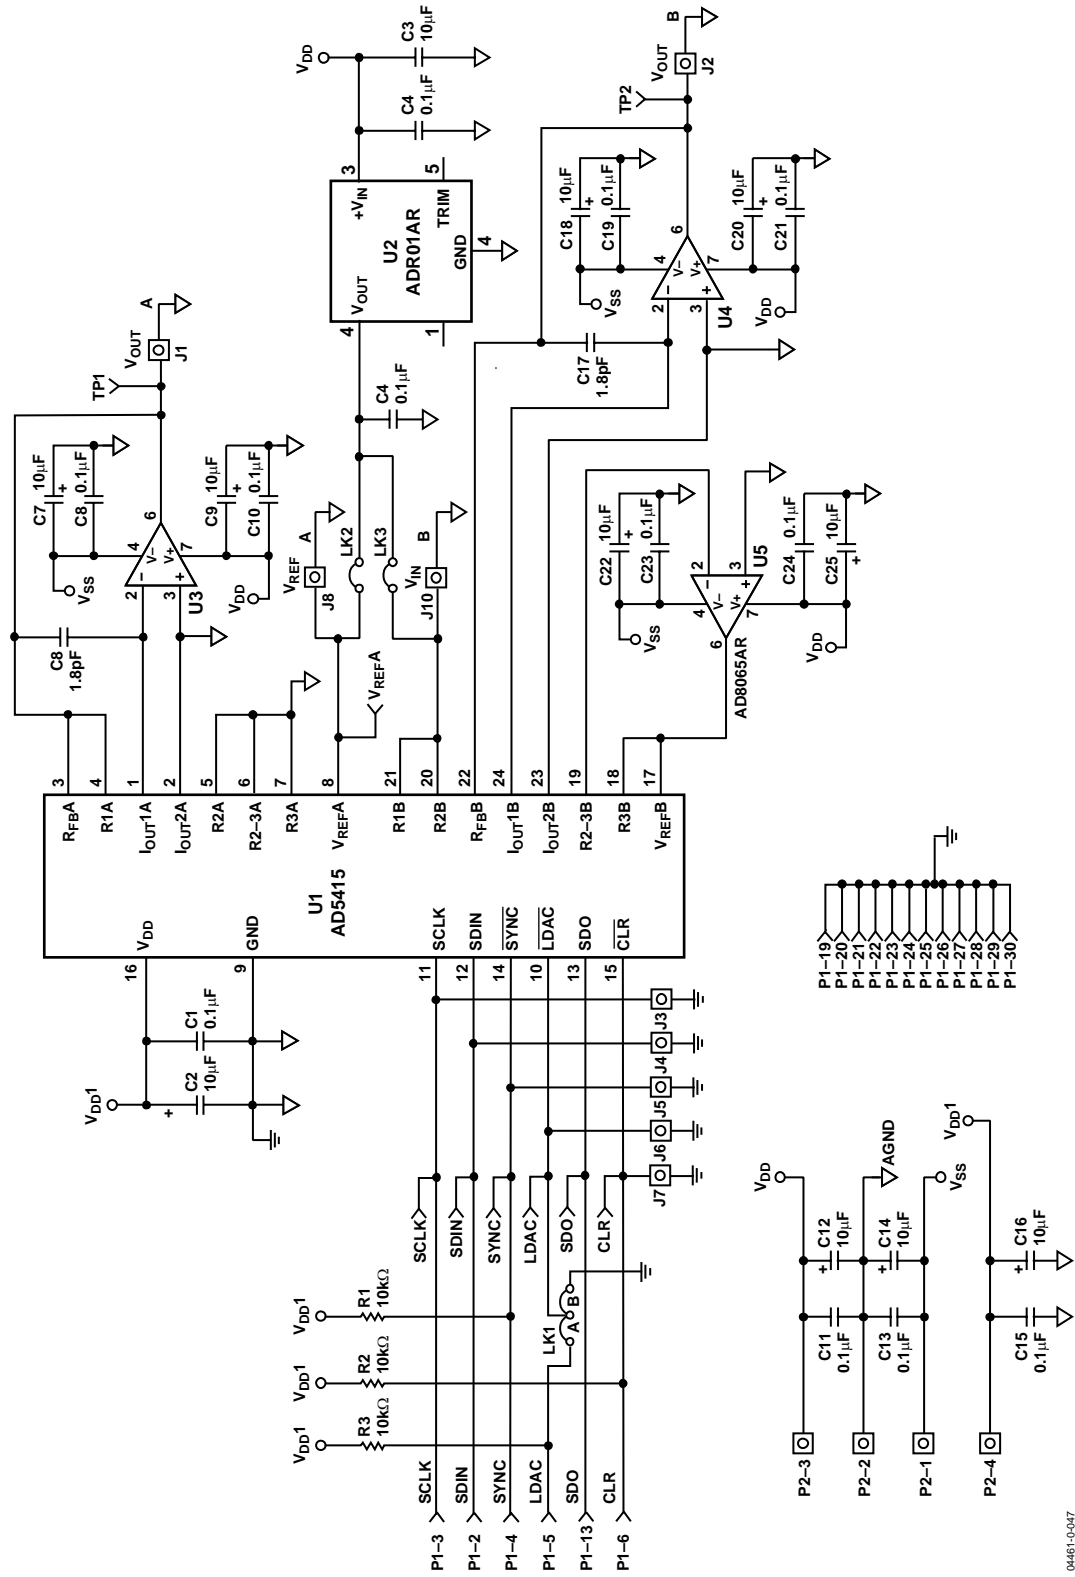 P1–3 SCLK
P1–2 SDIN
P1–4 SYNC
P1–5 LDAC
P1–13 SDO
P1–6 CLR
VDD1
R3
10kΩ
VDD1
R2
10kΩ
VDD1
R1
10kΩ
LK1
A
B
SCLK
SDIN
SYNC
LDAC
SDO
CLR
J7
J6
J5
J4
J3
VDD1
C2
10µF
+
C1
0.1µF
16
9
11
12
14
10
13
15
VDD
GND
SCLK
SDIN
SYNC
LDAC
SDO
CLR
U1
AD5415
RFBA
R1A
IOUT1A
IOUT2A
R2A
R2–3A
R3A
VREFA
R1B
R2B
RFBB
IOUT1B
IOUT2B
R2–3B
R3B
VREFB
3
4
1
2
5
6
7
8
21
20
22
24
23
19
18
17
C8
1.8pF
VSS
C7
10µF
+
C8
0.1µF
2
–
3
+
4
V–
V+
7
6
U3
VDD
C9
10µF
+
C10
0.1µF
TP1
VOUT
J1
A
VREFA
VREF
J8
A
LK2
LK3
VIN
J10
B
C4
0.1µF
4
VOUT
U2
ADR01AR
+VIN
3
TRIM
5
GND
4
1
VDD
C4
0.1µF
C3
10µF
C17
1.8pF
VSS
C18
10µF
+
C19
0.1µF
2
–
3
+
4
V–
V+
7
6
U4
VDD
C20
10µF
+
C21
0.1µF
TP2
VOUT
J2
B
AD8065AR
6
4
V–
V+
7
2
–
3
+
U5
VSS
C22
10µF
+
C23
0.1µF
VDD
C24
0.1µF
C25
10µF
+
P1–19
P1–20
P1–21
P1–22
P1–23
P1–24
P1–25
P1–26
P1–27
P1–28
P1–29
P1–30
P2–3
P2–2
P2–1
P2–4
C11
0.1µF
C13
0.1µF
C15
0.1µF
C12
10µF
+
C14
10µF
+
C16
10µF
+
VDD
AGND
VSS
VDD1
04461-0-047